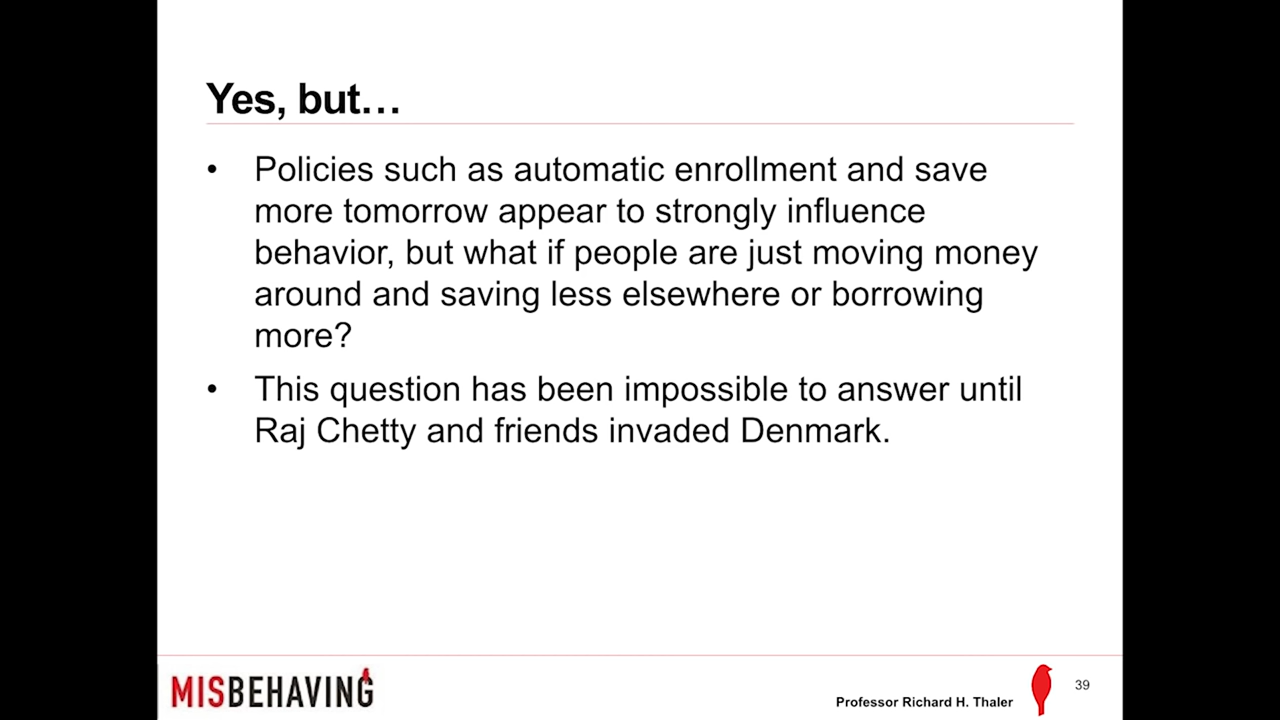 Yes, but…
• Policies such as automatic enrollment and save
more tomorrow appear to strongly influence
behavior, but what if people are just moving money
around and saving less elsewhere or borrowing
more?
• This question has been impossible to answer until
Raj Chetty and friends invaded Denmark.
MISBEHAVING
Professor Richard H. Thaler
39